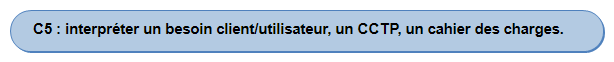 C5 : interpréter un besoin client/utilisateur, un CCTP, un cahier des charges.